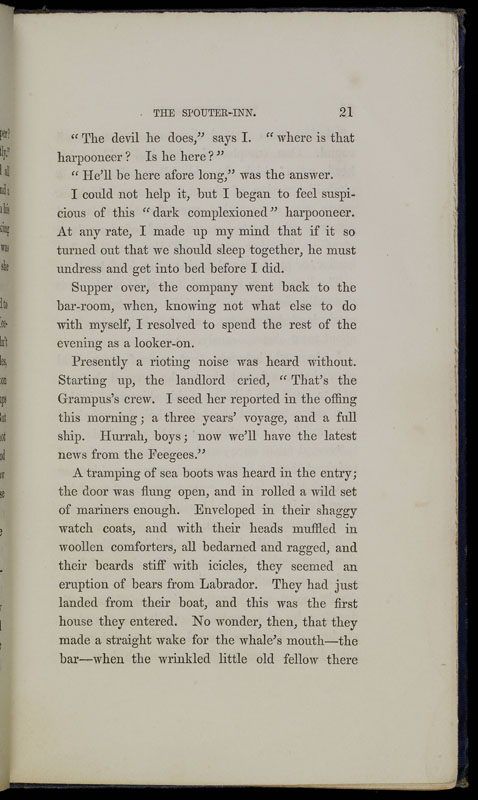 THE SPOUTER-INN. 21
“ The devil he does,” says I. “ where is that
harpooneer ? Is he here ? ”
“ He’ll be here afore long,” was the answer.
I could not help it, but I began to feel suspi-
cious of this “ dark complexioned ” harpooneer.
At any rate, I made up my mind that if it so
turned out that we should sleep together, he must
undress and get into bed before I did.
Supper over, the company went back to the
bar-room, when, knowing not what else to do
with myself, I resolved to spend the rest of the
evening as a looker-on.
Presently a rioting noise was heard without.
Starting up, the landlord cried, “ That’s the
Grampus’s crew. I seed her reported in the offing
this morning ; a three years’ voyage, and a full
ship. Hurrah, boys ; now we’ll have the latest
news from the Feegees.”
A tramping of sea boots was heard in the entry ;
the door was flung open, and in rolled a wild set
of mariners enough. Enveloped in their shaggy
watch coats, and with their heads muffled in
woollen comforters, all bedarned and ragged, and
their beards stiff with icicles, they seemed an
eruption of bears from Labrador. They had just
landed from their boat, and this was the first
house they entered. No wonder, then, that they
made a straight wake for the whale’s mouth—the
bar—when the wrinkled little old fellow there